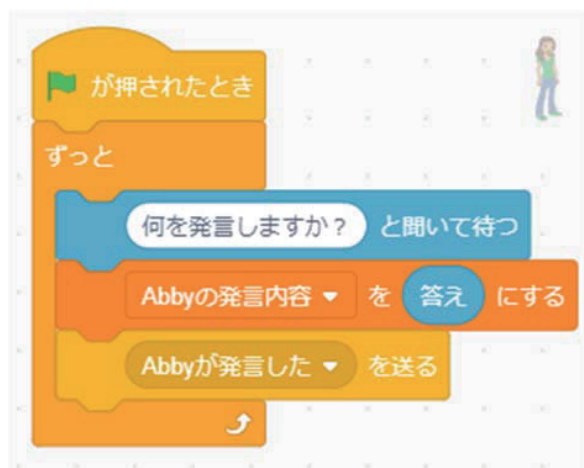 が押されたとき
ずっと
何を発言しますか？ と聞いて待つ
Abbyの発言内容 を 答え にする
Abbyが発言した を送る